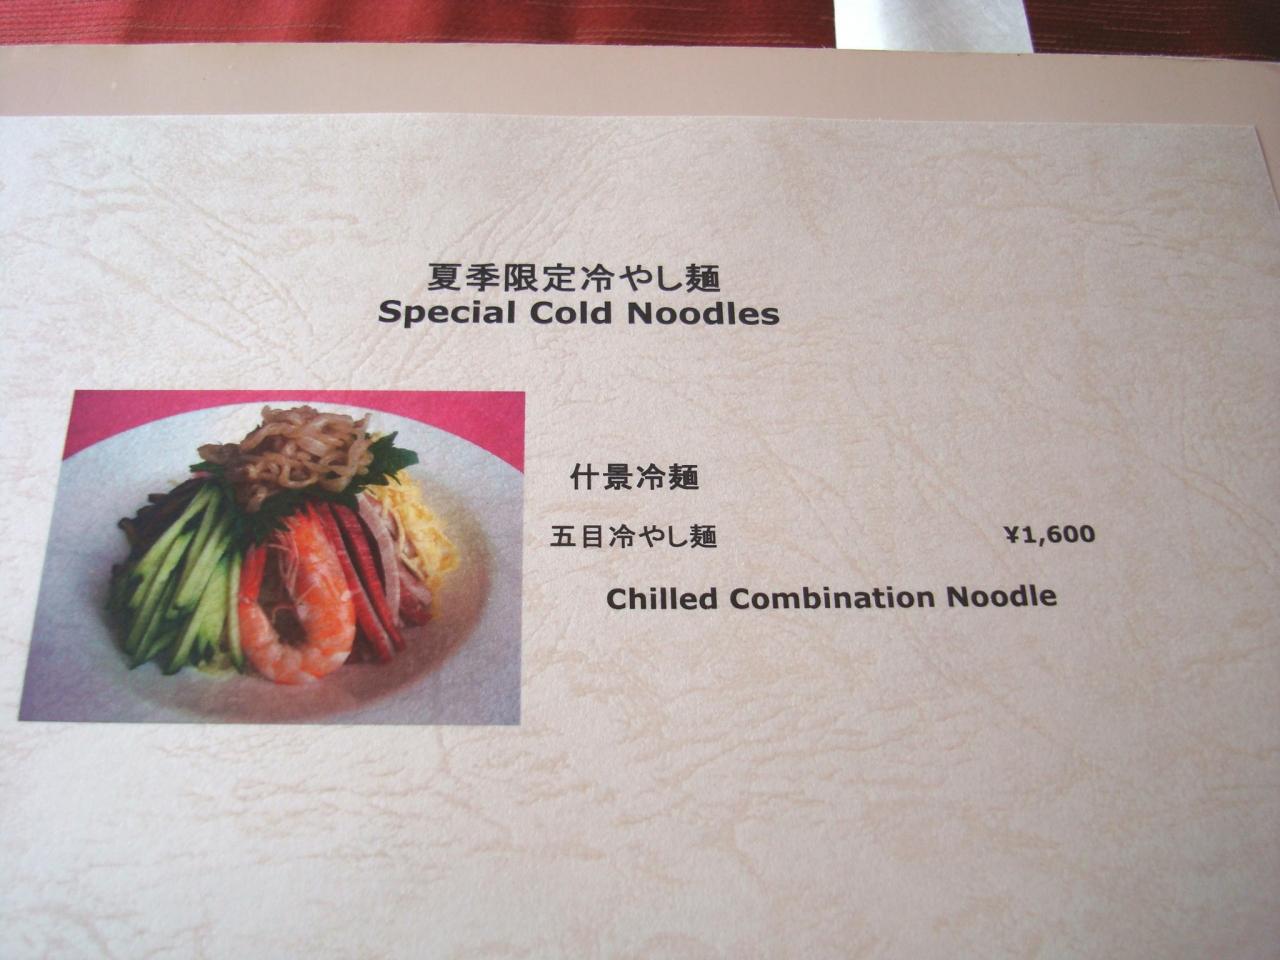 夏季限定冷やし麺
Special Cold Noodles
什景冷麺
五目冷やし麺 ¥1,600
Chilled Combination Noodle